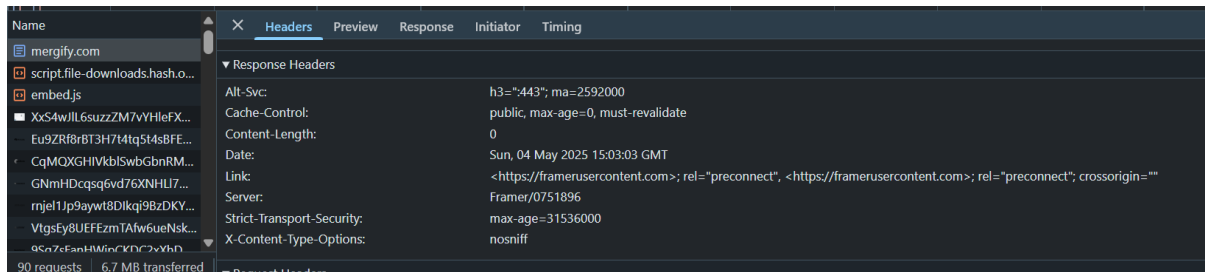 Name
Headers Preview Response Initiator Timing
mergify.com
script.file-downloads.hash.o...
embed.js
XxS4wJlL6suzzZM7vYHleFX...
Eu9ZRf8rBT3H7t4tq5t4sBFE...
CqMQXGHIVkblSwbGbnRM...
GNmHDcqsq6vd76XNHLl7...
rnjel1Jp9aywt8DIkqi9BzDKY...
VtgsEy8UEFEzmTAfw6ueNsk...
90 requests 6.7 MB transferred
Response Headers
Alt-Svc: h3=":443"; ma=2592000
Cache-Control: public, max-age=0, must-revalidate
Content-Length: 0
Date: Sun, 04 May 2025 15:03:03 GMT
Link: <https://framerusercontent.com>; rel="preconnect", <https://framerusercontent.com>; rel="preconnect"; crossorigin=""
Server: Framer/0751896
Strict-Transport-Security: max-age=31536000
X-Content-Type-Options: nosniff